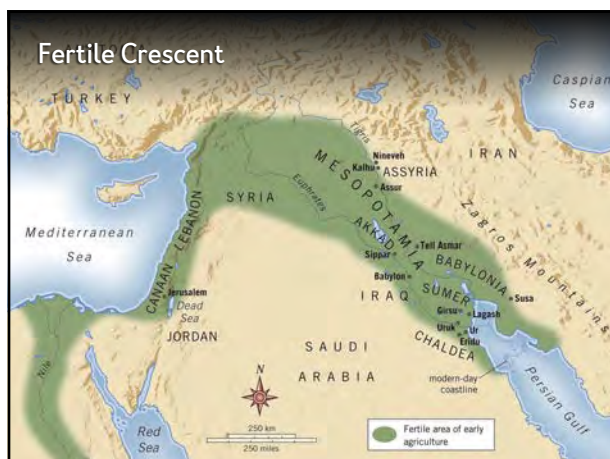 Fertile Crescent
TURKEY
Caspian
Sea
Tigris
Nineveh
Kalhu
ASSYRIA
IRAN
Assur
MESOPOTAMIA
Euphrates
SYRIA
LEBANON
CANAAN
Mediterranean
Sea
AKKAD
Zagros Mountains
Tell Asmar
Sippar
BABYLONIA
Babylon
Susa
Jerusalem
Dead
Sea
IRAQ
SUMER
Girsu
Lagash
JORDAN
Uruk
Ur
Eridu
CHALDEA
SAUDI
ARABIA
Nile
N
modern-day
coastline
Persian Gulf
Red
Sea
250 km
250 miles
Fertile area of early
agriculture